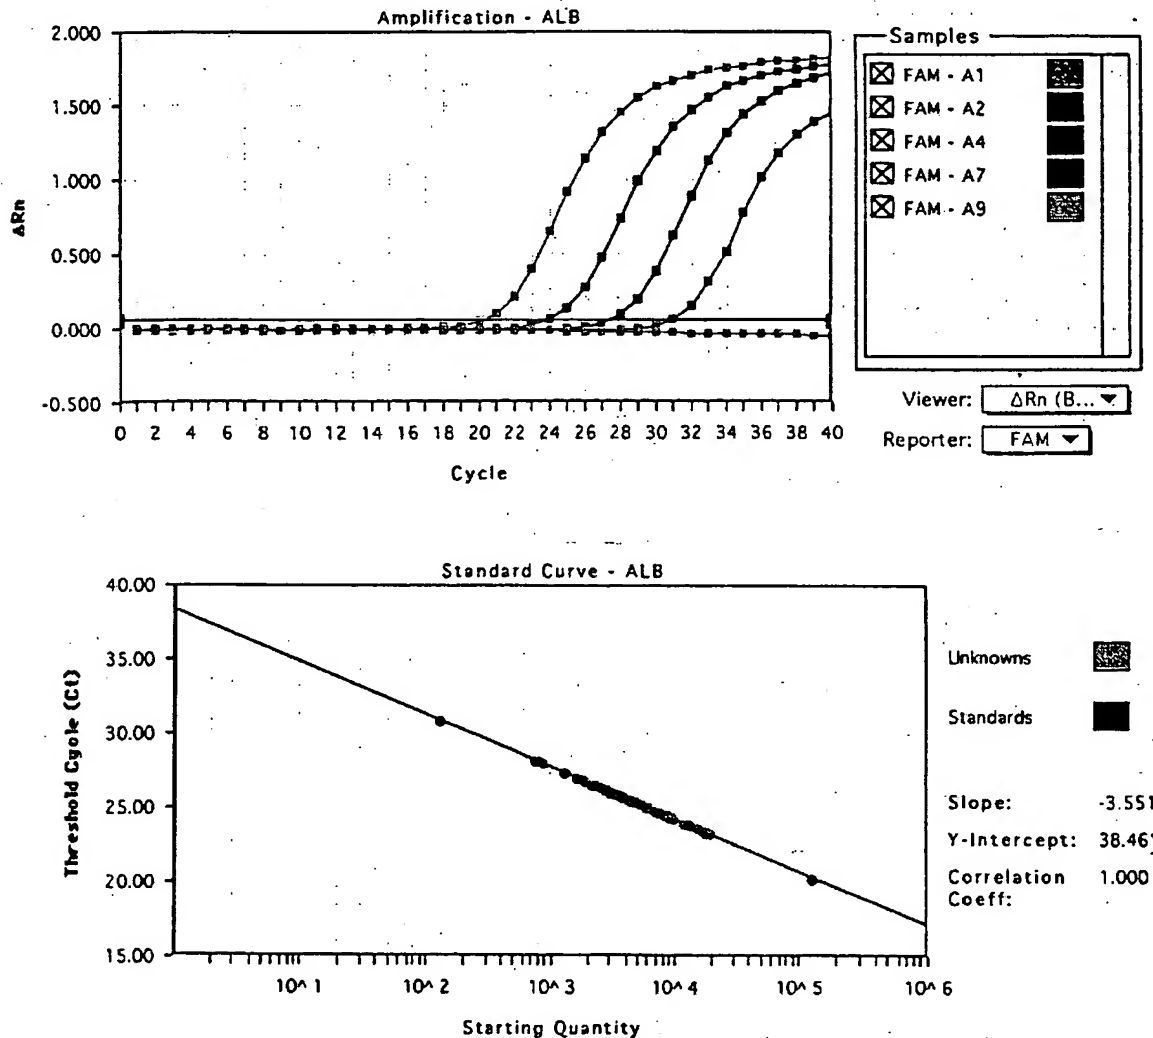 Amplification - ALB
2.000
1.500
1.000
0.500
0.000
-0.500
ΔRn
0 2 4 6 8 10 12 14 16 18 20 22 24 26 28 30 32 34 36 38 40
Cycle
Samples
FAM - A1
FAM - A2
FAM - A4
FAM - A7
FAM - A9
Viewer: ΔRn (B...
Reporter: FAM
Standard Curve - ALB
40.00
35.00
30.00
25.00
20.00
15.00
Threshold Cycle (Ct)
10^1 10^2 10^3 10^4 10^5 10^6
Starting Quantity
Unknowns
Standards
Slope: -3.551
Y-Intercept: 38.46
Correlation 1.000
Coeff: